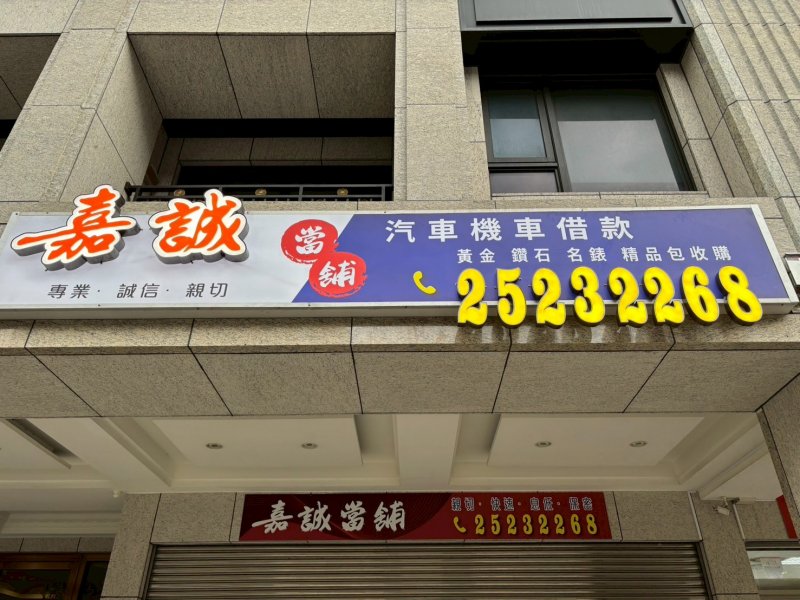 嘉誠
專業·誠信·親切
當舖
汽車機車借款
黃金 鑽石 名錶 精品包收購
25232268
嘉誠當舖
親切·快速·息低·保密
25232268